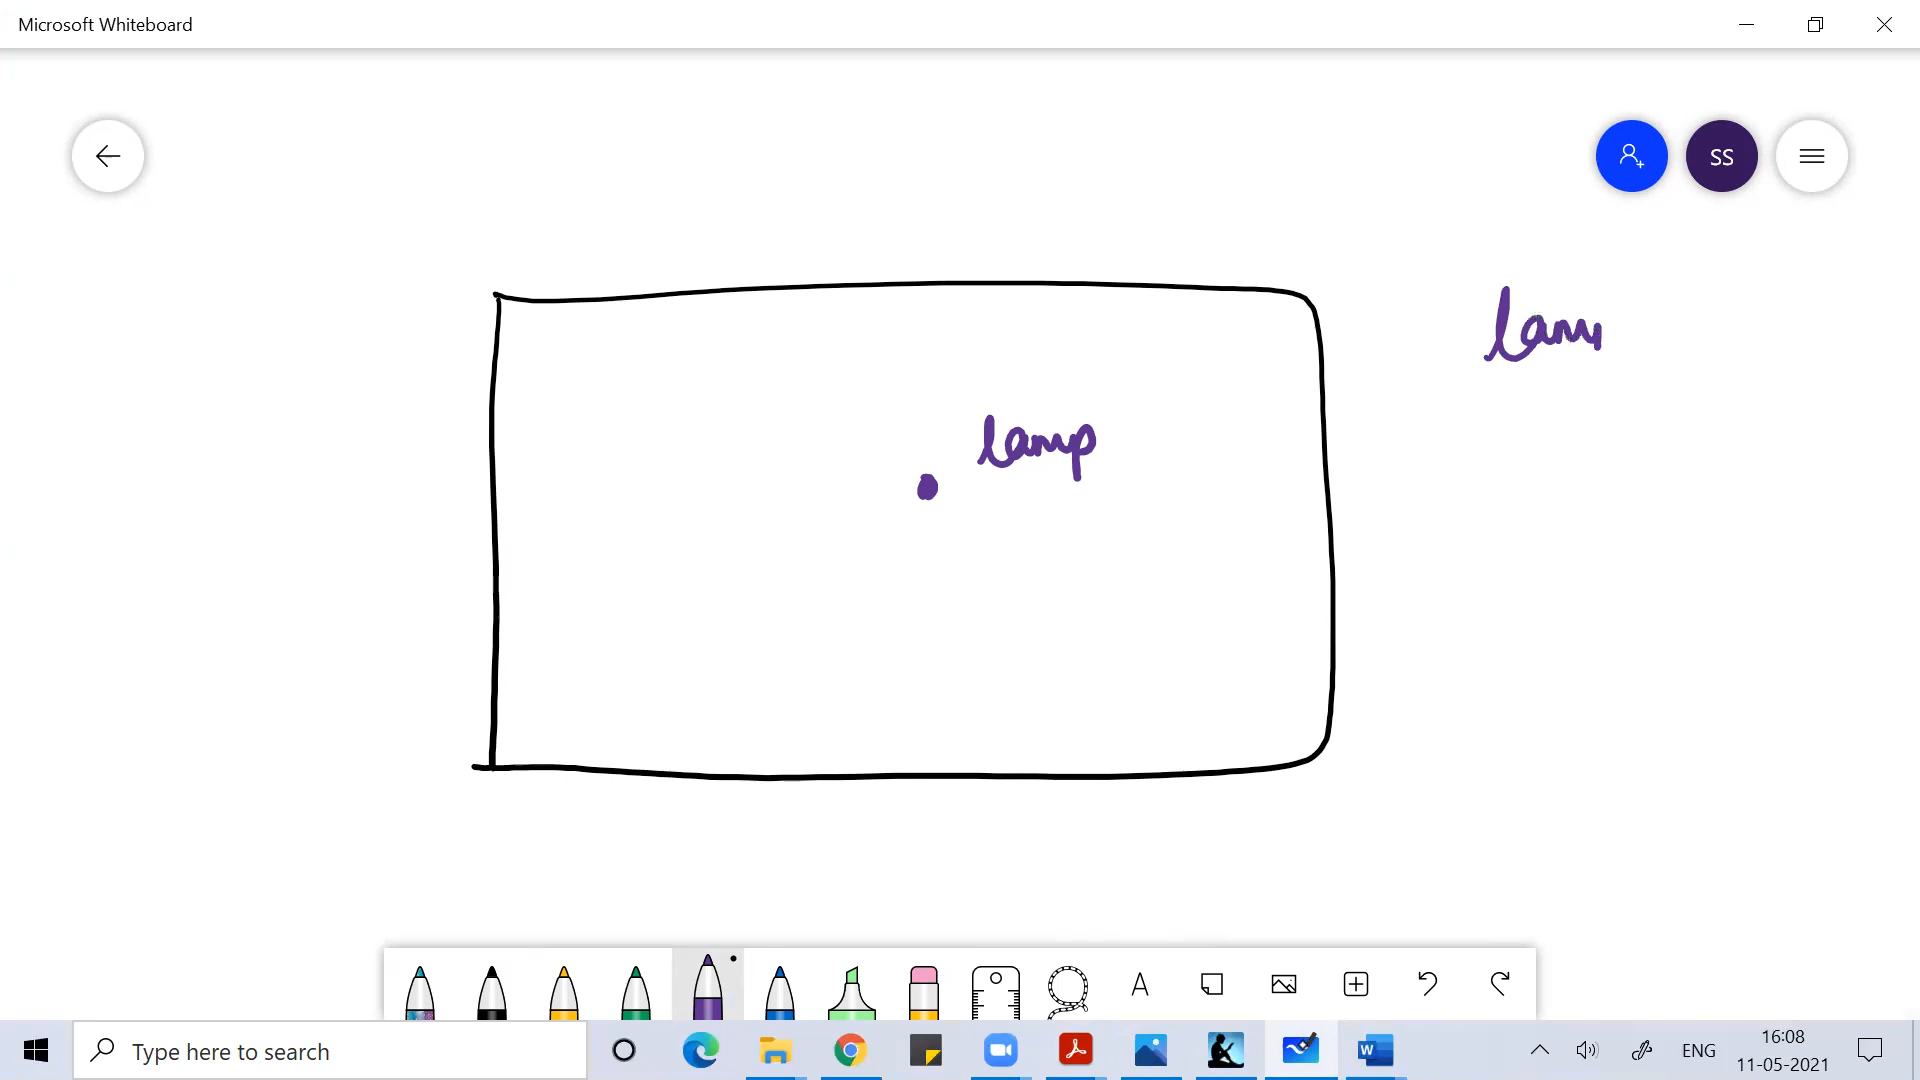 Microsoft Whiteboard
SS
lam
lamp
A
Type here to search
W
ENG
16:08
11-05-2021